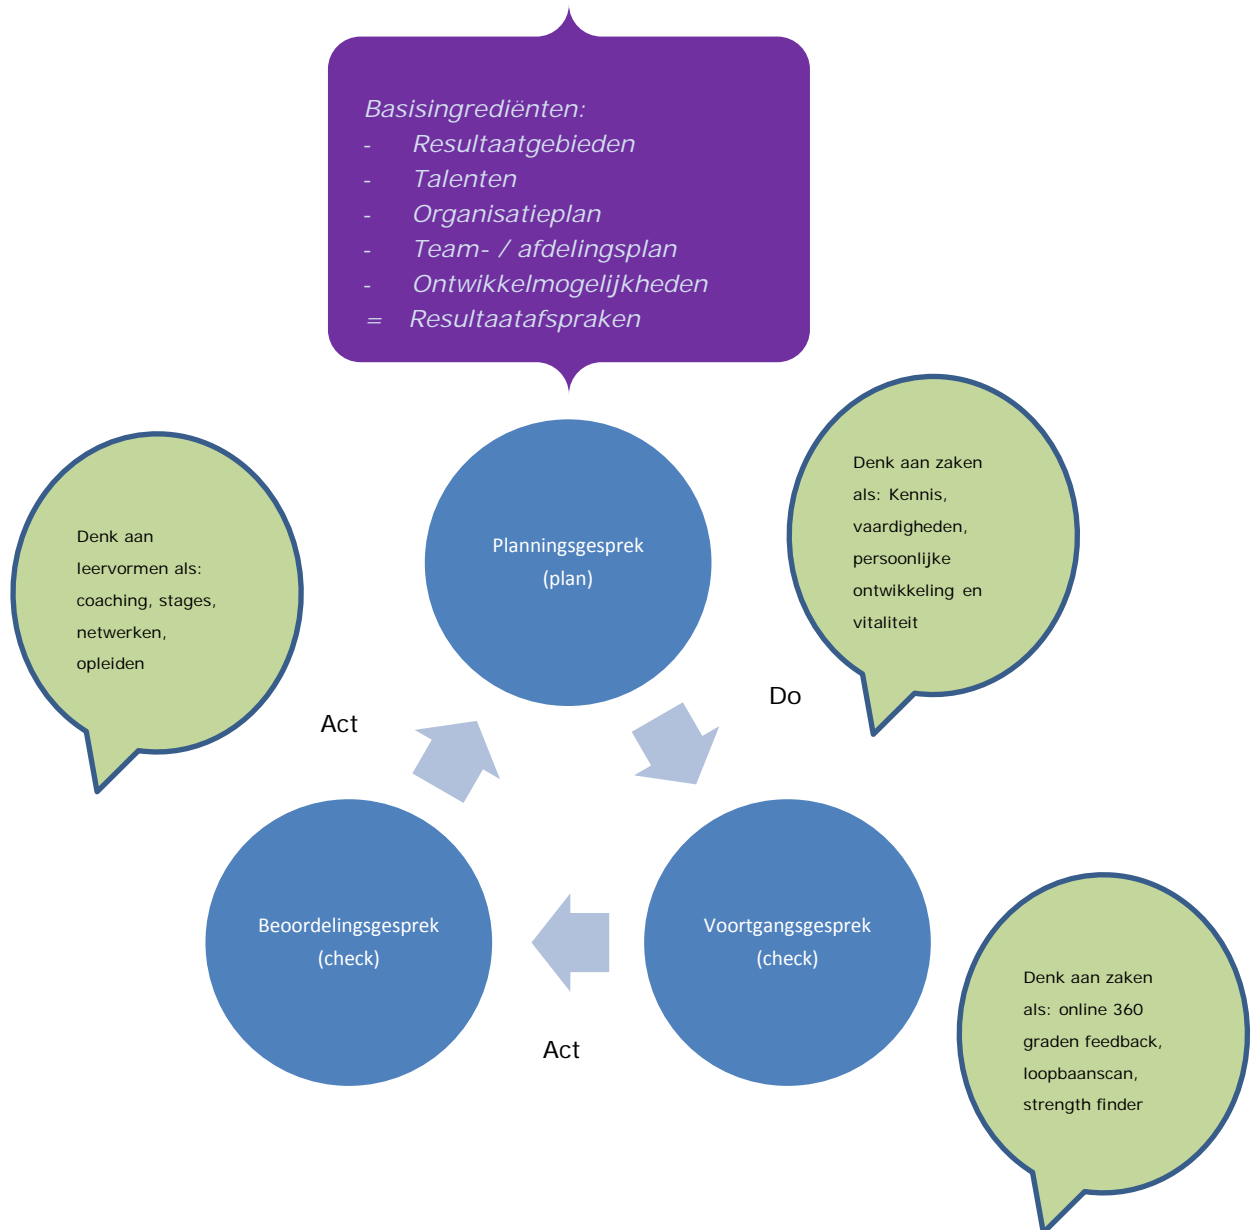 Basisingrediënten:
- Resultaatgebieden
- Talenten
- Organisatieplan
- Team- / afdelingsplan
- Ontwikkelmogelijkheden
= Resultaatafspraken
Denk aan zaken
als: Kennis,
vaardigheden,
persoonlijke
ontwikkeling en
vitaliteit
Denk aan
leervormen als:
coaching, stages,
netwerken,
opleiden
Planningsgesprek
(plan)
Do
Act
Beoordelingsgesprek
(check)
Voortgangsgesprek
(check)
Act
Denk aan zaken
als: online 360
graden feedback,
loopbaanscan,
strength finder